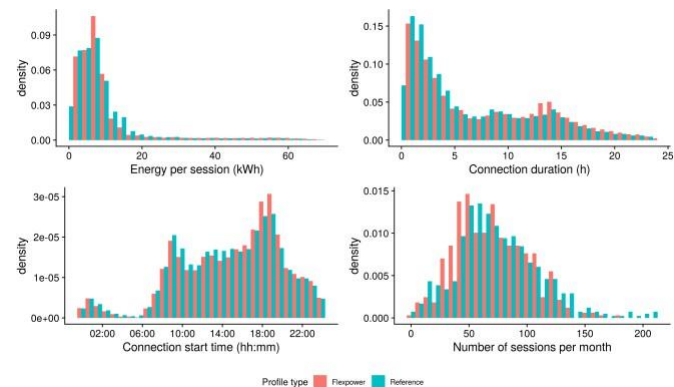 density
0.09
0.06
0.03
0.00
0 20 40 60
Energy per session (kWh)
density
0.15
0.10
0.05
0.00
0 5 10 15 20 25
Connection duration (h)
density
3e-05
2e-05
1e-05
0e+00
02:00 06:00 10:00 14:00 18:00 22:00
Connection start time (hh:mm)
density
0.015
0.010
0.005
0.000
0 50 100 150 200
Number of sessions per month
Profile type Flexpower Reference